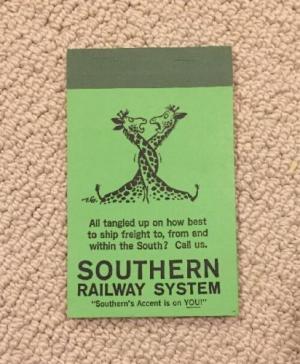 All tangled up on how best
to ship freight to, from and
within the South? Call us.
SOUTHERN
RAILWAY SYSTEM
"Southern's Accent is on YOU!"